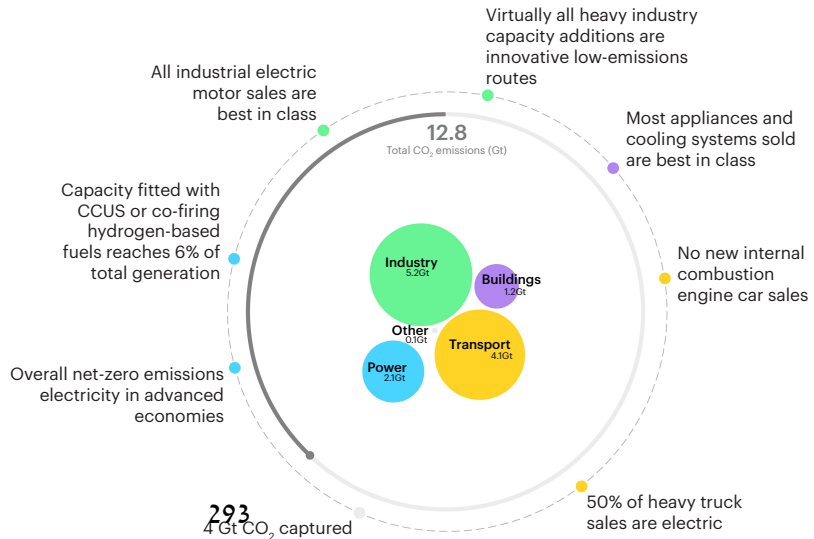 Virtually all heavy industry
capacity additions are
innovative low-emissions
routes
All industrial electric
motor sales are
best in class
Most appliances and
cooling systems sold
are best in class
12.8
Total CO₂ emissions (Gt)
Capacity fitted with
CCUS or co-firing
hydrogen-based
fuels reaches 6% of
total generation
No new internal
combustion
engine car sales
Industry
5.2Gt
Buildings
1.2Gt
Other
0.1Gt
Transport
4.1Gt
Power
2.1Gt
Overall net-zero emissions
electricity in advanced
economies
50% of heavy truck
sales are electric
293
4 Gt CO₂ captured